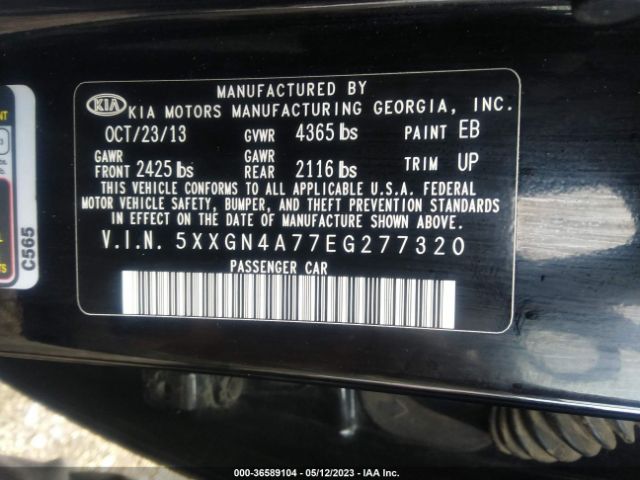 MANUFACTURED BY
KIA KIA MOTORS MANUFACTURING GEORGIA, INC.
OCT/23/13 GVWR 4365 lbs PAINT EB
GAWR FRONT 2425 lbs GAWR REAR 2116 lbs TRIM UP
THIS VEHICLE CONFORMS TO ALL APPLICABLE U.S.A. FEDERAL
MOTOR VEHICLE SAFETY, BUMPER, AND THEFT PREVENTION STANDARDS
IN EFFECT ON THE DATE OF MANUFACTURE SHOWN ABOVE.
V.I.N. 5XXGN4A77EG277320
PASSENGER CAR
C565
000-36589104 - 05/12/2023 - IAA Inc.